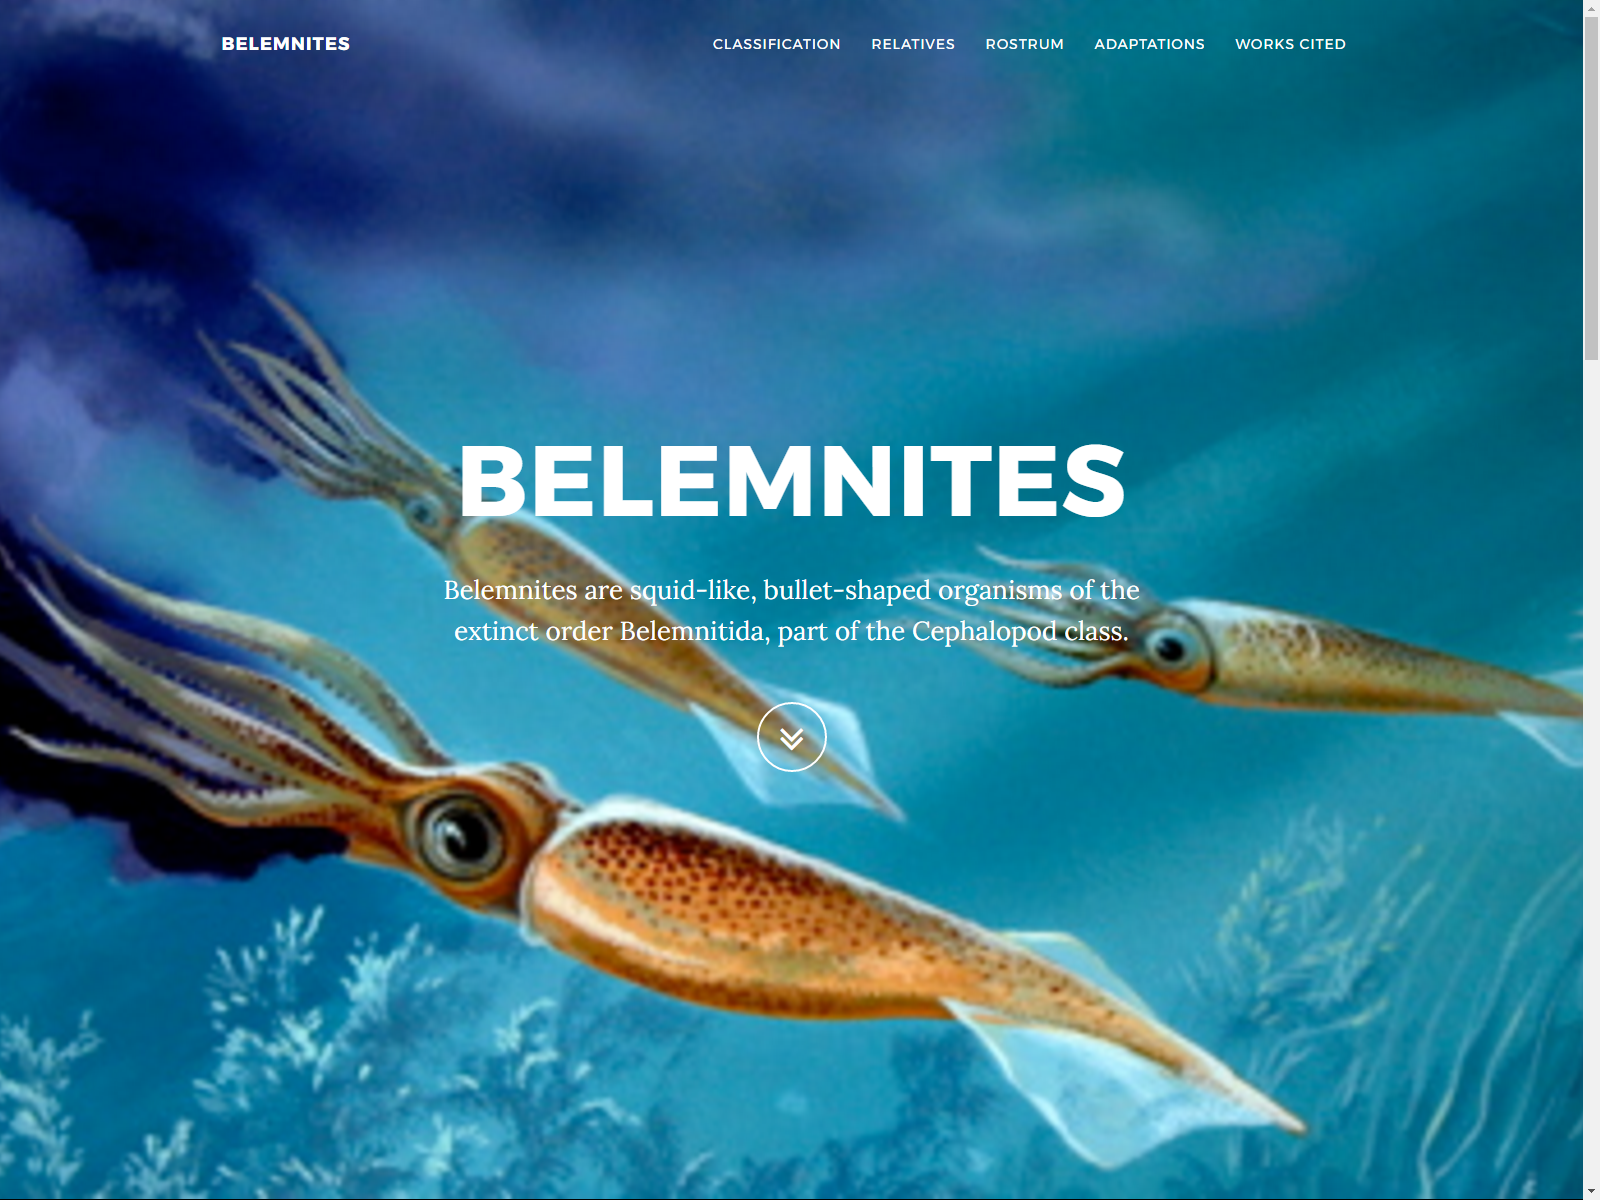 BELEMNITES
CLASSIFICATION RELATIVES ROSTRUM ADAPTATIONS WORKS CITED
BELEMNITES
Belemnites are squid-like, bullet-shaped organisms of the
extinct order Belemnitida, part of the Cephalopod class.